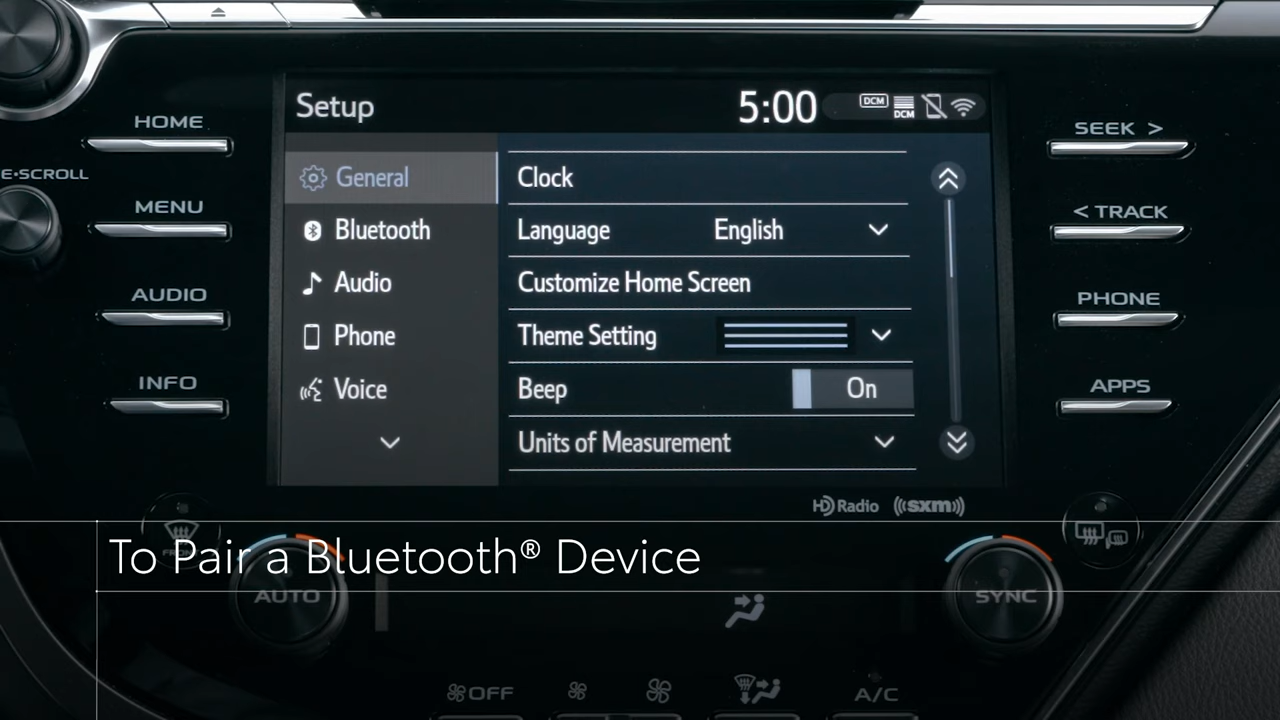 Setup
5:00
DCM
DCM
HOME
E•SCROLL
MENU
AUDIO
INFO
General
Bluetooth
Audio
Phone
Voice
Clock
Language English
Customize Home Screen
Theme Setting
Beep On
Units of Measurement
SEEK >
< TRACK
PHONE
APPS
HD Radio ((sxm))
FRONT
To Pair a Bluetooth® Device
AUTO
SYNC
OFF
A/C